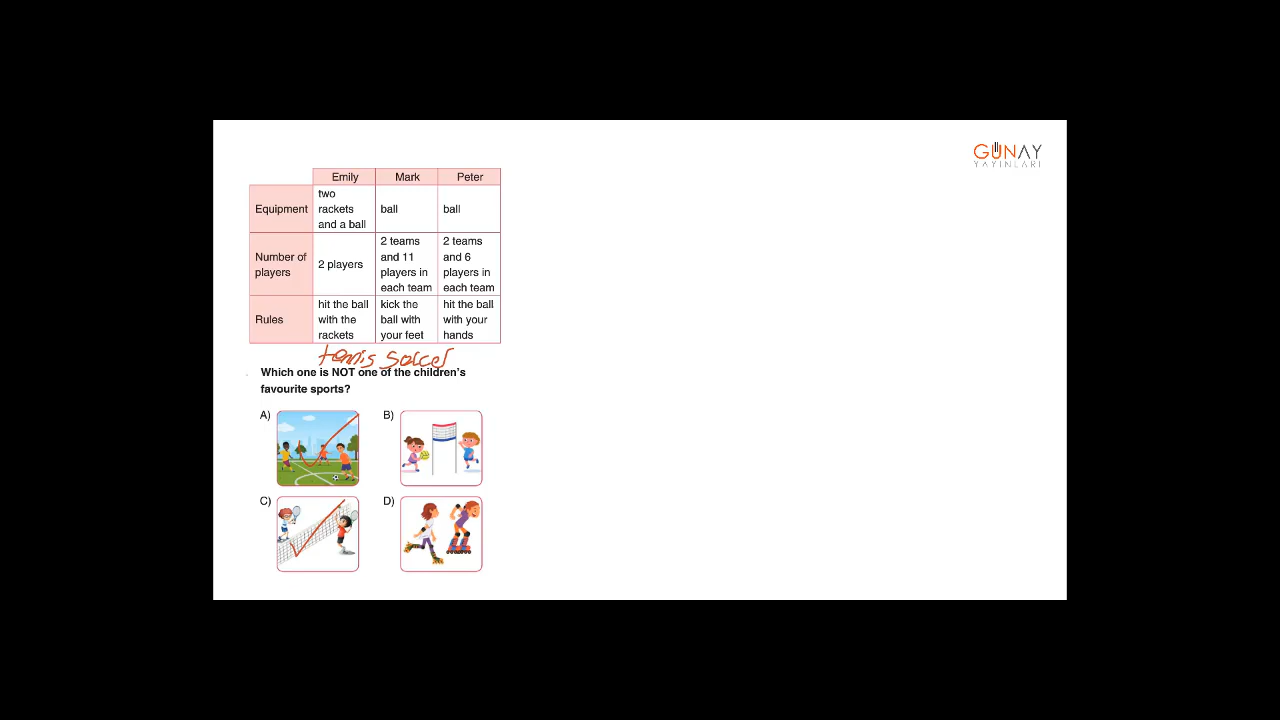 GÜNAY
YAYINLARI
Emily Mark Peter
Equipment
two
rackets
and a ball
ball
ball
Number of
players
2 players
2 teams
and 11
players in
each team
2 teams
and 6
players in
each team
Rules
hit the ball
with the
rackets
kick the
ball with
your feet
hit the ball
with your
hands
tennis soccer
Which one is NOT one of the children's
favourite sports?
A)
B)
C)
D)